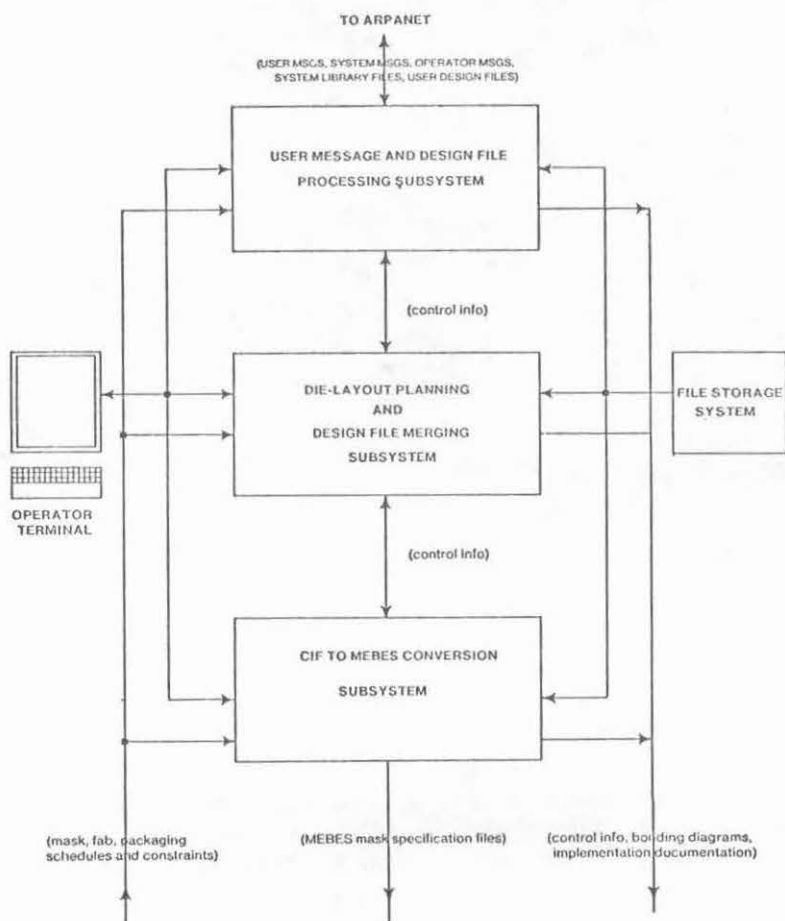 TO ARPANET
(USER MSGS, SYSTEM MSGS, OPERATOR MSGS,
SYSTEM LIBRARY FILES, USER DESIGN FILES)
USER MESSAGE AND DESIGN FILE
PROCESSING SUBSYSTEM
(control info)
DIE-LAYOUT PLANNING
AND
DESIGN FILE MERGING
SUBSYSTEM
FILE STORAGE
SYSTEM
OPERATOR
TERMINAL
(control info)
CIF TO MEBES CONVERSION
SUBSYSTEM
(mask, fab, packaging
schedules and constraints)
(MEBES mask specification files)
(control info, bonding diagrams,
implementation documentation)